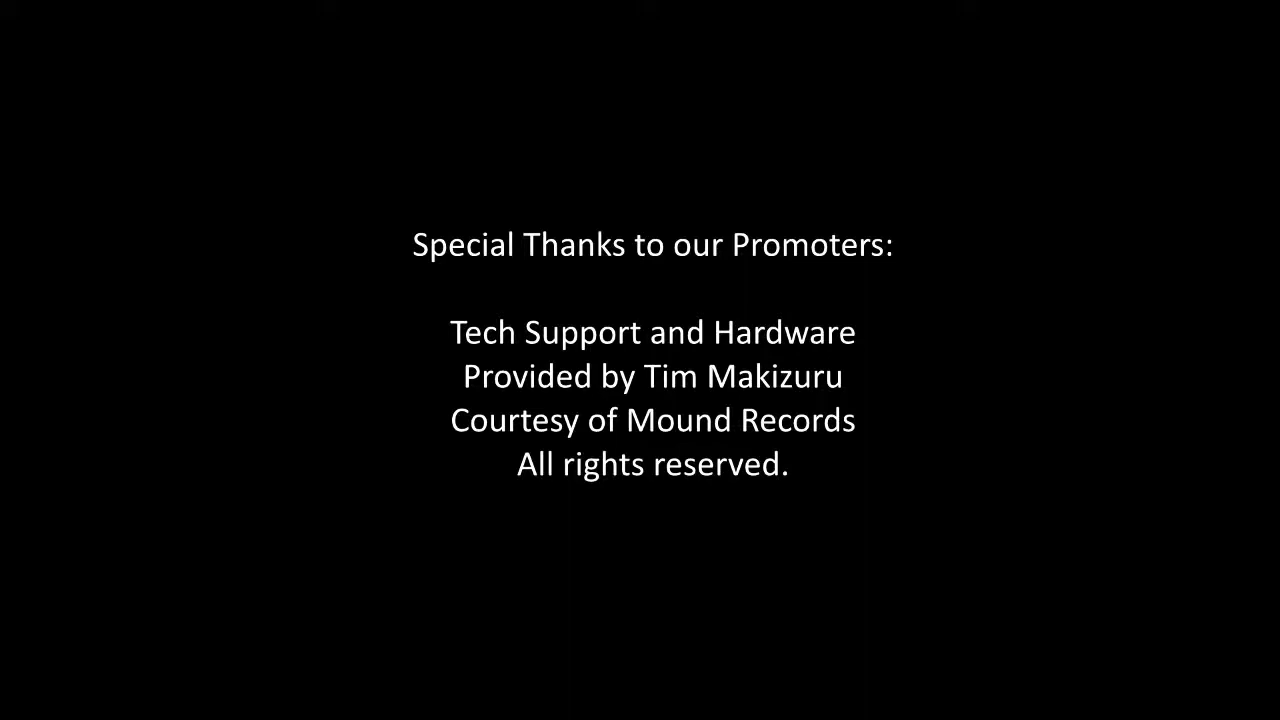 Special Thanks to our Promoters:
Tech Support and Hardware
Provided by Tim Makizuru
Courtesy of Mound Records
All rights reserved.